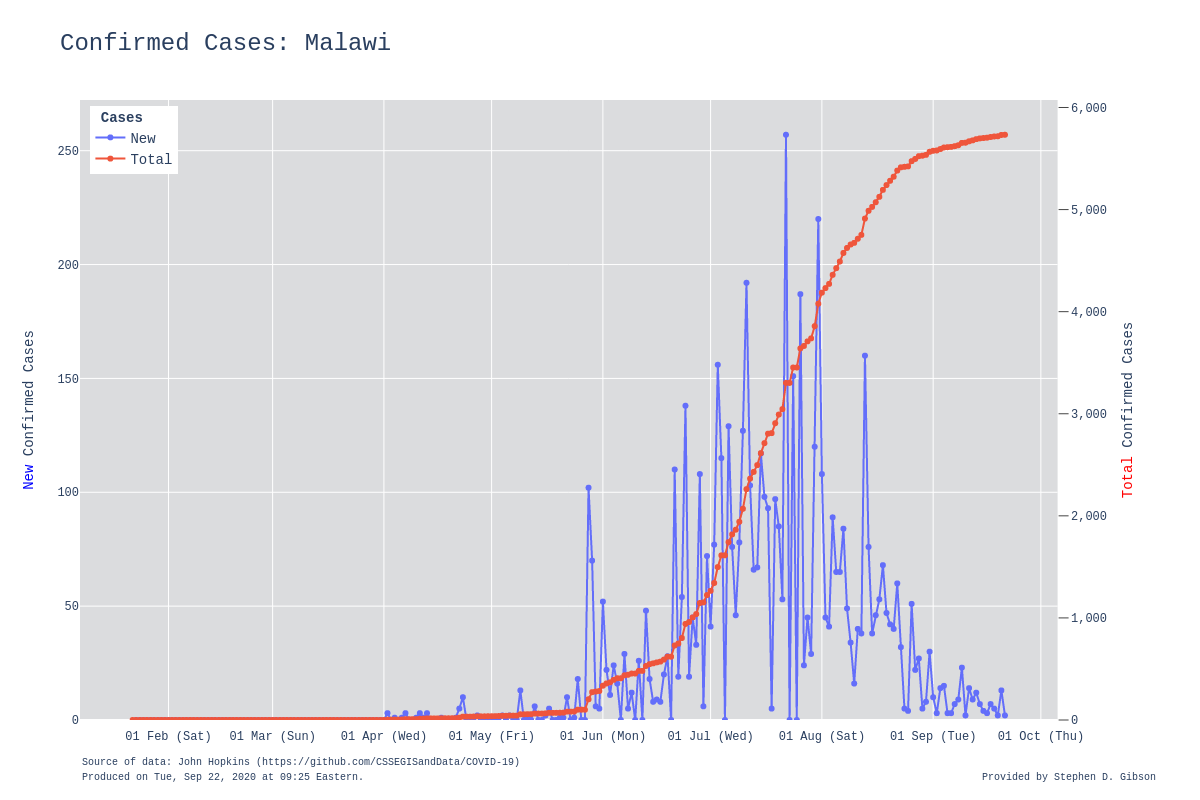 Confirmed Cases: Malawi
Cases
New
Total
250
200
150
100
50
0
6,000
5,000
4,000
3,000
2,000
1,000
0
New Confirmed Cases
Total Confirmed Cases
01 Feb (Sat) 01 Mar (Sun) 01 Apr (Wed) 01 May (Fri) 01 Jun (Mon) 01 Jul (Wed) 01 Aug (Sat) 01 Sep (Tue) 01 Oct (Thu)
Source of data: John Hopkins (https://github.com/CSSEGISandData/COVID-19)
Produced on Tue, Sep 22, 2020 at 09:25 Eastern.
Provided by Stephen D. Gibson